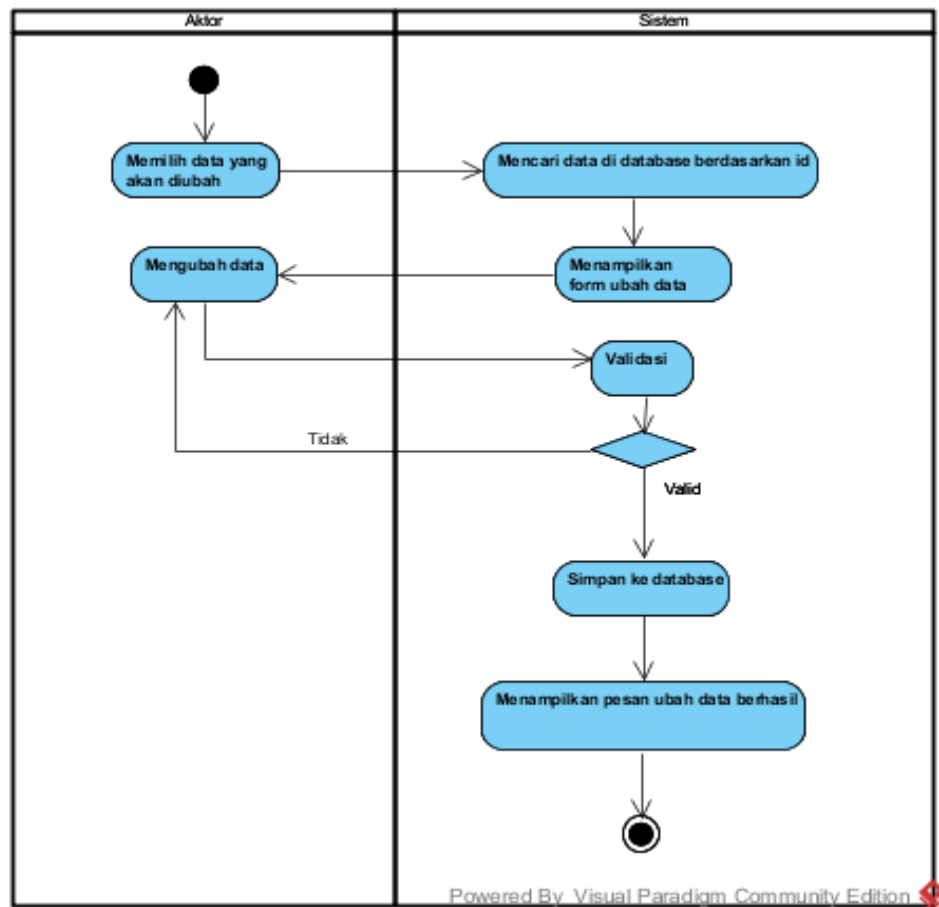 Aktor
Sistem
Memilih data yang
akan diubah
Mencari data di database berdasarkan id
Mengubah data
Menampilkan
form ubah data
Validasi
Tidak
Valid
Simpan ke database
Menampilkan pesan ubah data berhasil
Powered By Visual Paradigm Community Edition